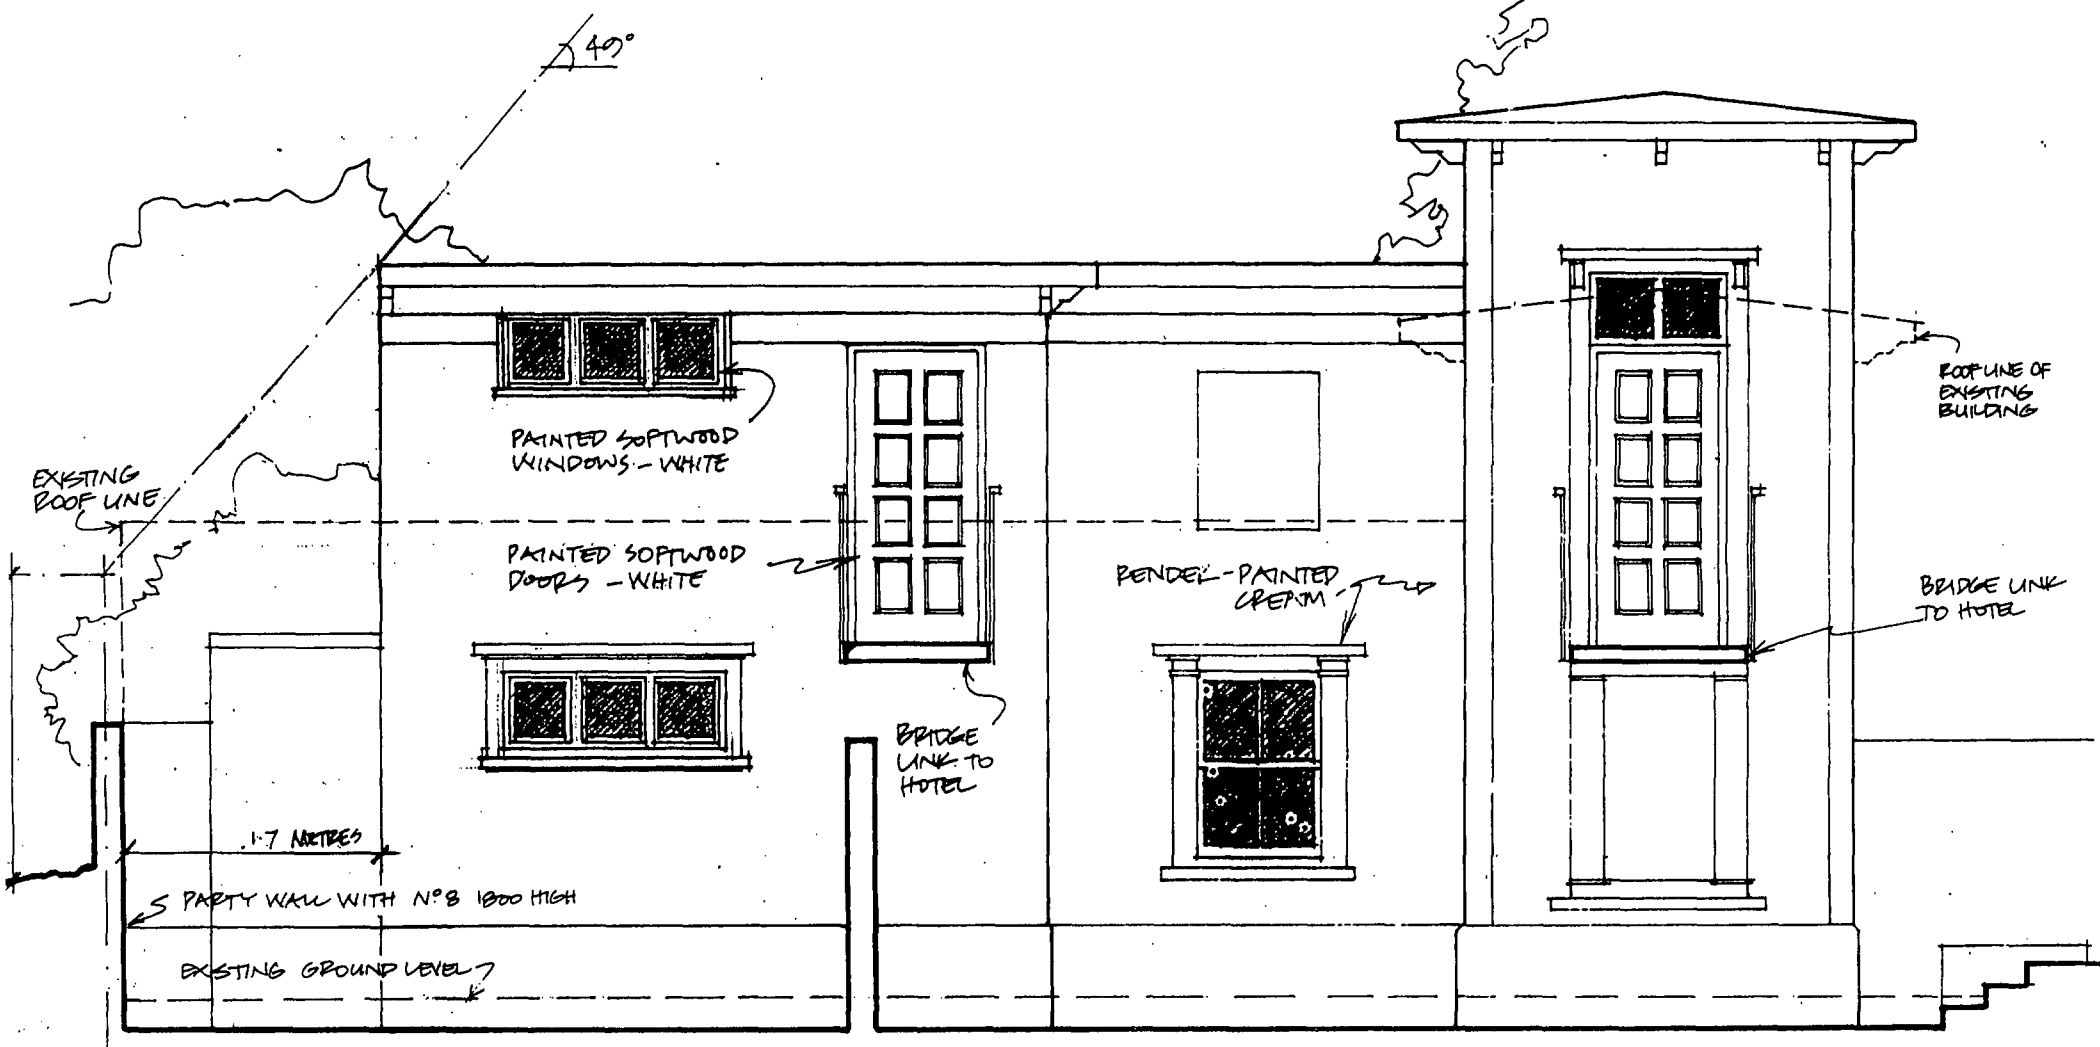 49°
ROOF LINE OF
EXISTING
BUILDING
PAINTED SOFTWOOD
WINDOWS - WHITE
EXISTING
ROOF LINE
PAINTED SOFTWOOD
DOORS - WHITE
RENDER - PAINTED
CREAM
BRIDGE LINK
TO HOTEL
BRIDGE
LINK TO
HOTEL
1.7 METRES
PARTY WALL WITH Nº8 1800 HIGH
EXISTING GROUND LEVEL